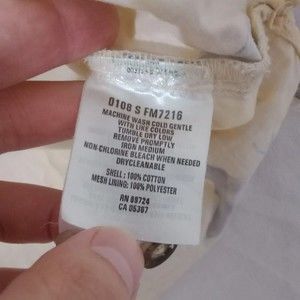 0108 S FM7216
MACHINE WASH COLD GENTLE
WITH LIKE COLORS
TUMBLE DRY LOW
REMOVE PROMPTLY
IRON MEDIUM
NON-CHLORINE BLEACH WHEN NEEDED
DRYCLEANABLE
SHELL : 100% COTTON
MESH LINING: 100% POLYESTER
RN 89724
CA 05367